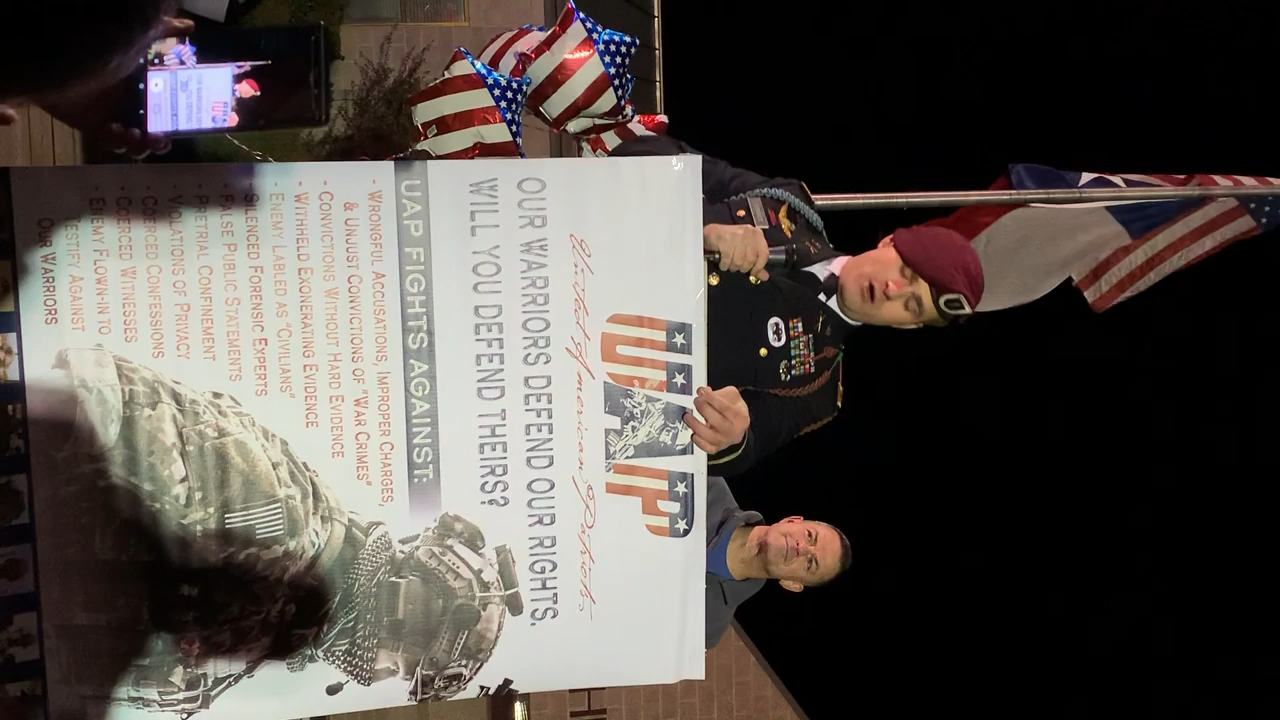 UAP
United American Patriots
OUR WARRIORS DEFEND OUR RIGHTS.
WILL YOU DEFEND THEIRS?
UAP FIGHTS AGAINST:
- WRONGFUL ACCUSATIONS, IMPROPER CHARGES,
& UNJUST CONVICTIONS OF "WAR CRIMES"
- CONVICTIONS WITHOUT HARD EVIDENCE
- WITHHELD EXONERATING EVIDENCE
- ENEMY LABLED AS "CIVILIANS"
- SILENCED FORENSIC EXPERTS
- FALSE PUBLIC STATEMENTS
- PRETRIAL CONFINEMENT
- VIOLATIONS OF PRIVACY
- COERCED CONFESSIONS
- COERCED WITNESSES
- ENEMY FLOWN-IN TO
TESTIFY AGAINST
OUR WARRIORS